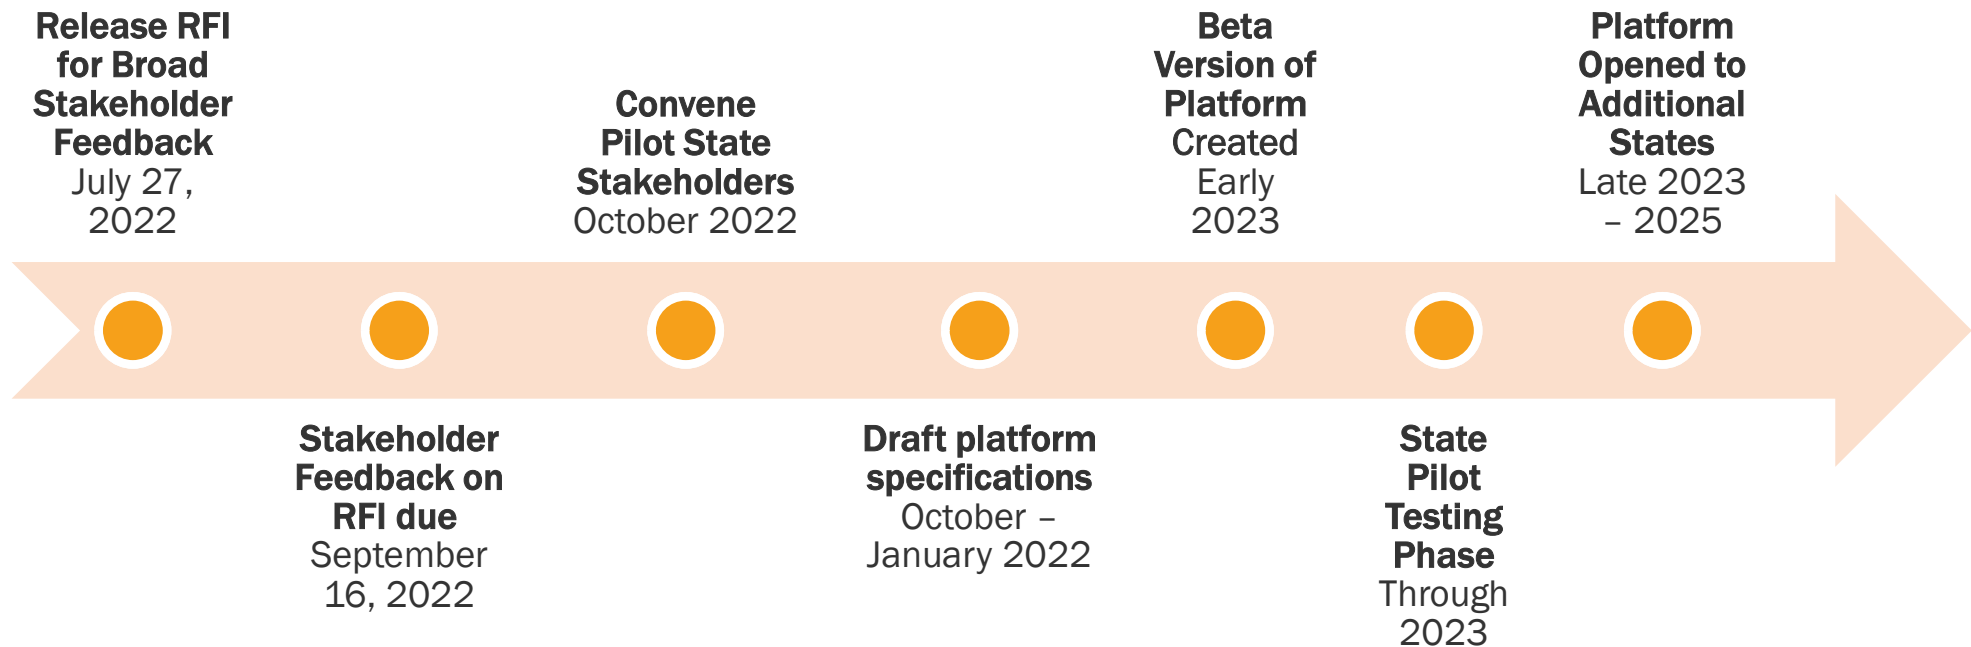 Release RFI
for Broad
Stakeholder
Feedback
July 27,
2022
Stakeholder
Feedback on
RFI due
September
16, 2022
Convene
Pilot State
Stakeholders
October 2022
Draft platform
specifications
October –
January 2022
Beta
Version of
Platform
Created
Early
2023
State
Pilot
Testing
Phase
Through
2023
Platform
Opened to
Additional
States
Late 2023
– 2025